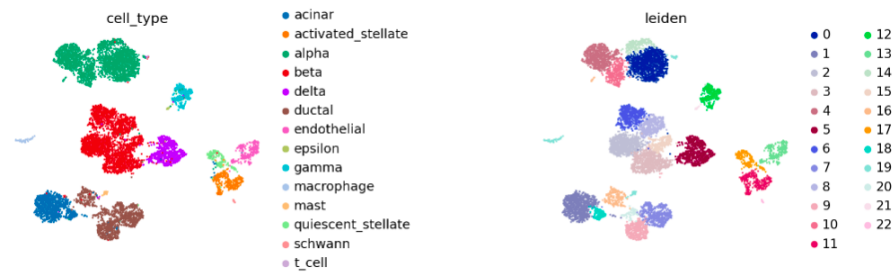 cell_type
acinar
activated_stellate
alpha
beta
delta
ductal
endothelial
epsilon
gamma
macrophage
mast
quiescent_stellate
schwann
t_cell
leiden
0
1
2
3
4
5
6
7
8
9
10
11
12
13
14
15
16
17
18
19
20
21
22